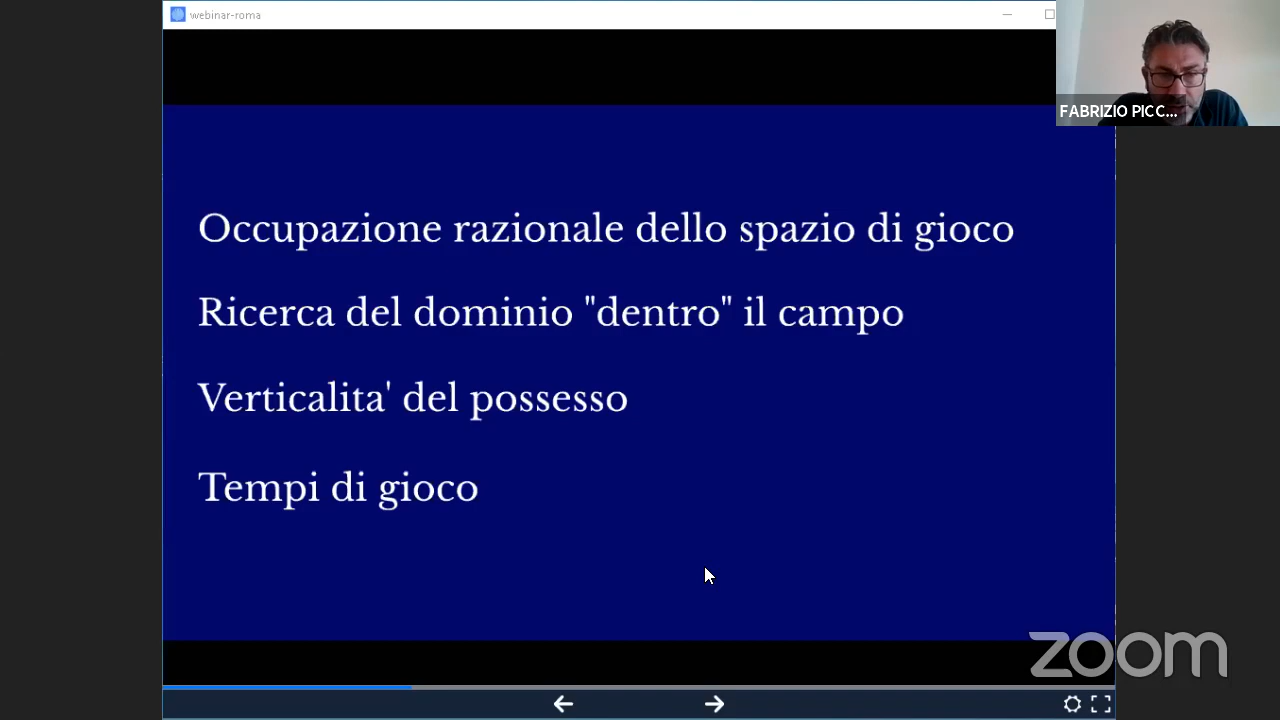 webinar-roma
FABRIZIO PICC...
Occupazione razionale dello spazio di gioco
Ricerca del dominio "dentro" il campo
Verticalita' del possesso
Tempi di gioco
zoom